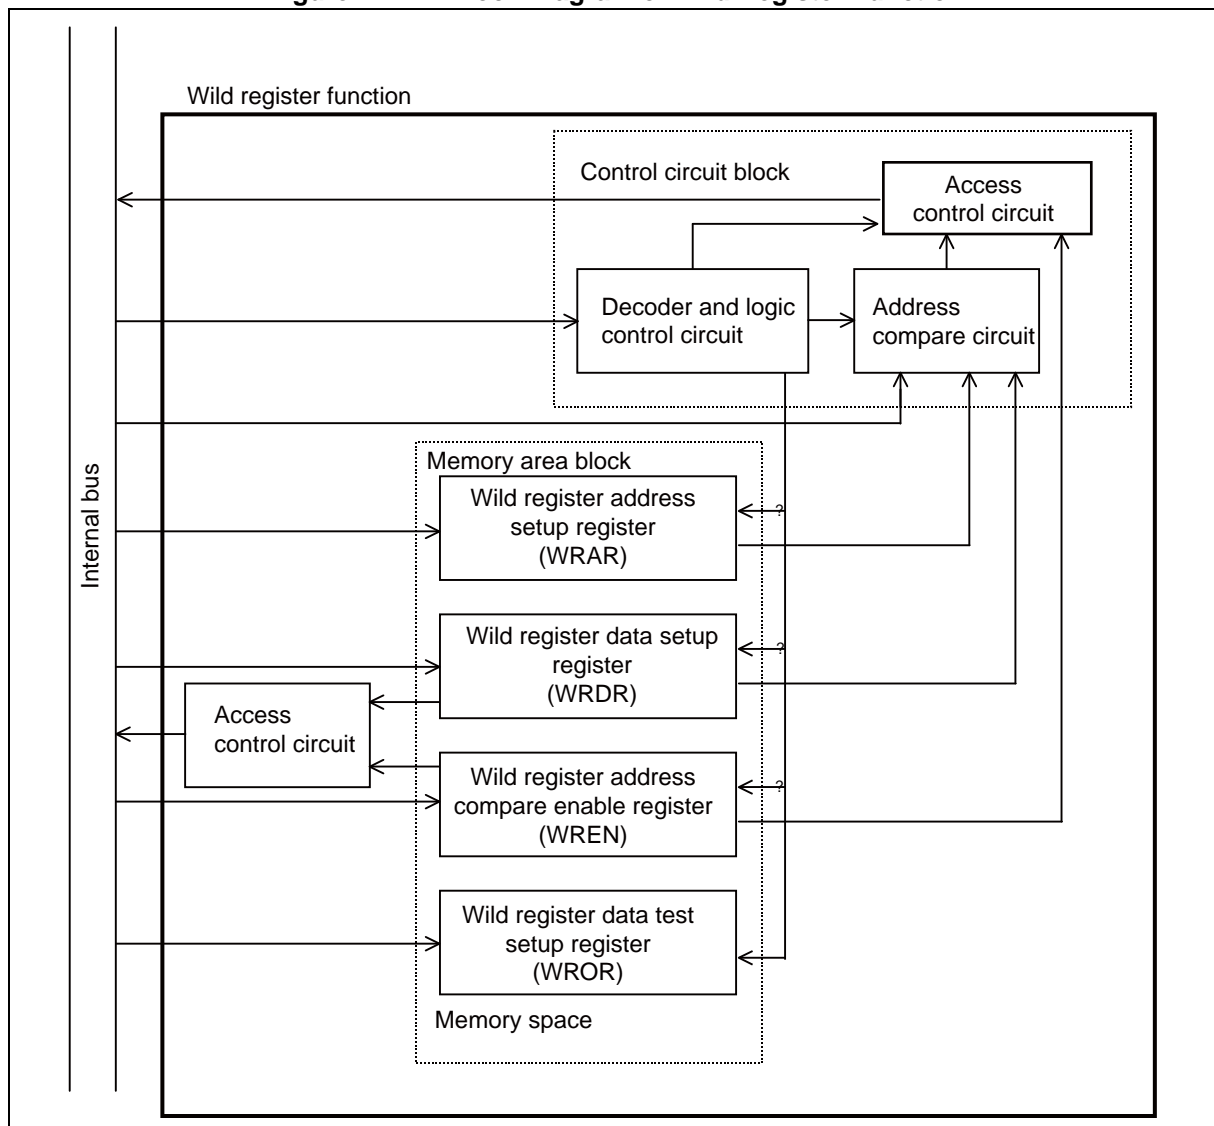 Wild register function
Control circuit block
Access
control circuit
Decoder and logic
control circuit
Address
compare circuit
Internal bus
Memory area block
Wild register address
setup register
(WRAR)
?
Wild register data setup
register
(WRDR)
?
Access
control circuit
Wild register address
compare enable register
(WREN)
?
Wild register data test
setup register
(WROR)
Memory space